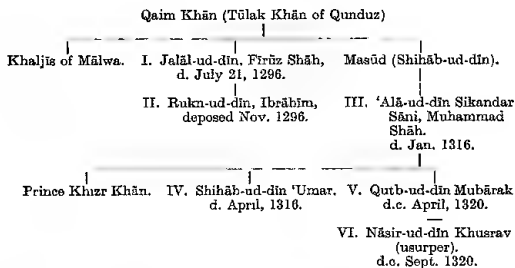 Qaim Khān (Tūlak Khān of Qunduz)
Khaljīs of Mālwa. I. Jalāl-ud-dīn, Fīrūz Shāh, Masūd (Shihāb-ud-dīn).
d. July 21, 1296.
II. Rukn-ud-dīn, Ibrāhīm, III. ‘Alā-ud-dīn Sikandar
deposed Nov. 1296. Sāni, Muhammad
Shāh.
d. Jan. 1316.
Prince Khızr Khān. IV. Shihāb-ud-dīn ‘Umar. V. Qutb-ud-dīn Mubārak
d. April, 1316. d.c. April, 1320.
VI. Nāsir-ud-dīn Khusrav
(usurper).
d.c. Sept. 1320.